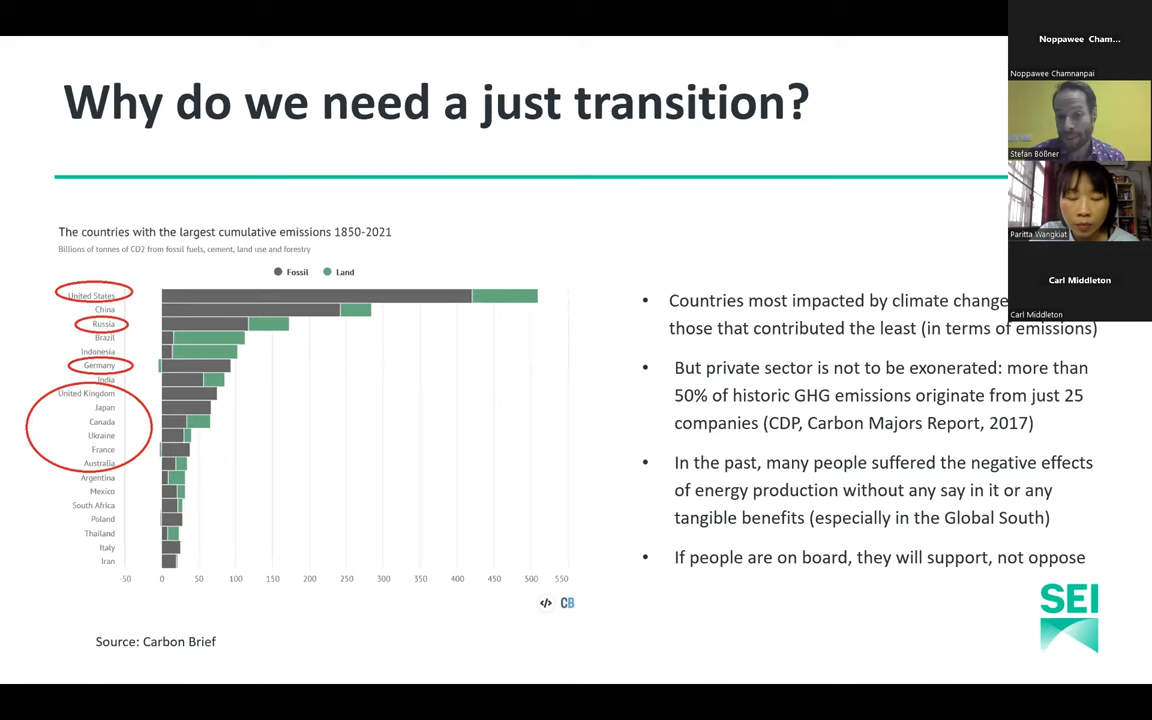 Why do we need a just transition?
Noppawee Cham...
Noppawee Chamnanpai
Stefan Bößner
Paritta Wangkiat
Carl Middleton
Carl Middleton
The countries with the largest cumulative emissions 1850-2021
Billions of tonnes of CO2 from fossil fuels, cement, land use and forestry
Fossil Land
United States
China
Russia
Brazil
Indonesia
Germany
India
United Kingdom
Japan
Canada
Ukraine
France
Australia
Argentina
Mexico
South Africa
Poland
Thailand
Italy
Iran
-50 0 50 100 150 200 250 300 350 400 450 500 550
</> CB
Source: Carbon Brief
• Countries most impacted by climate change
those that contributed the least (in terms of emissions)
• But private sector is not to be exonerated: more than
50% of historic GHG emissions originate from just 25
companies (CDP, Carbon Majors Report, 2017)
• In the past, many people suffered the negative effects
of energy production without any say in it or any
tangible benefits (especially in the Global South)
• If people are on board, they will support, not oppose
SEI